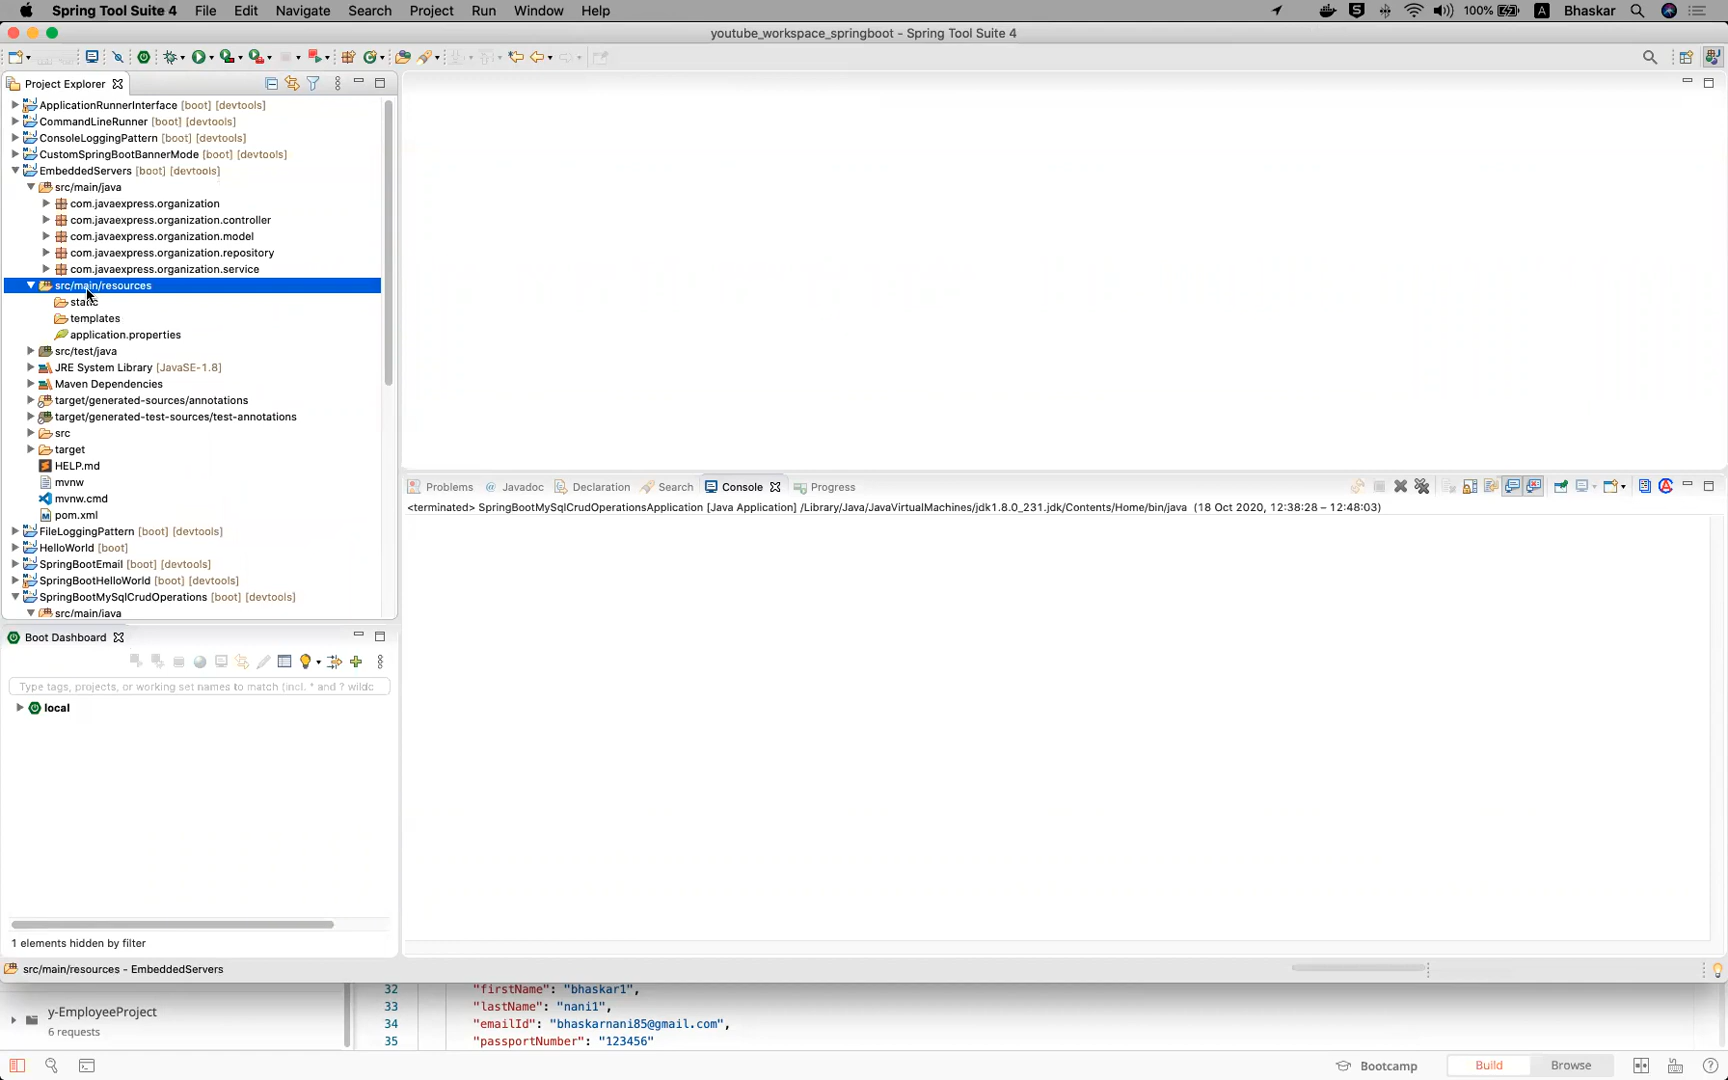 Spring Tool Suite 4 File Edit Navigate Search Project Run Window Help 100% A Bhaskar
youtube_workspace_springboot - Spring Tool Suite 4
Project Explorer
ApplicationRunnerInterface [boot] [devtools]
CommandLineRunner [boot] [devtools]
ConsoleLoggingPattern [boot] [devtools]
CustomSpringBootBannerMode [boot] [devtools]
EmbeddedServers [boot] [devtools]
src/main/java
com.javaexpress.organization
com.javaexpress.organization.controller
com.javaexpress.organization.model
com.javaexpress.organization.repository
com.javaexpress.organization.service
src/main/resources
static
templates
application.properties
src/test/java
JRE System Library [JavaSE-1.8]
Maven Dependencies
target/generated-sources/annotations
target/generated-test-sources/test-annotations
src
target
HELP.md
mvnw
mvnw.cmd
pom.xml
FileLoggingPattern [boot] [devtools]
HelloWorld [boot]
SpringBootEmail [boot] [devtools]
SpringBootHelloWorld [boot] [devtools]
SpringBootMySqlCrudOperations [boot] [devtools]
src/main/java
Problems @ Javadoc Declaration Search Console Progress
<terminated> SpringBootMySqlCrudOperationsApplication [Java Application] /Library/Java/JavaVirtualMachines/jdk1.8.0_231.jdk/Contents/Home/bin/java (18 Oct 2020, 12:38:28 – 12:48:03)
Boot Dashboard
Type tags, projects, or working set names to match (incl. * and ? wildc
local
1 elements hidden by filter
src/main/resources - EmbeddedServers
y-EmployeeProject
6 requests
32 "firstName": "bhaskar1",
33 "lastName": "nani1",
34 "emailId": "bhaskarnani85@gmail.com",
35 "passportNumber": "123456"
Bootcamp Build Browse